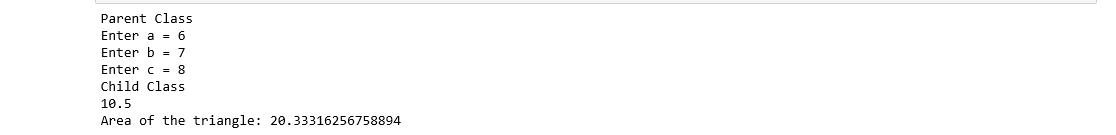 Parent Class
Enter a = 6
Enter b = 7
Enter c = 8
Child Class
10.5
Area of the triangle: 20.33316256758894